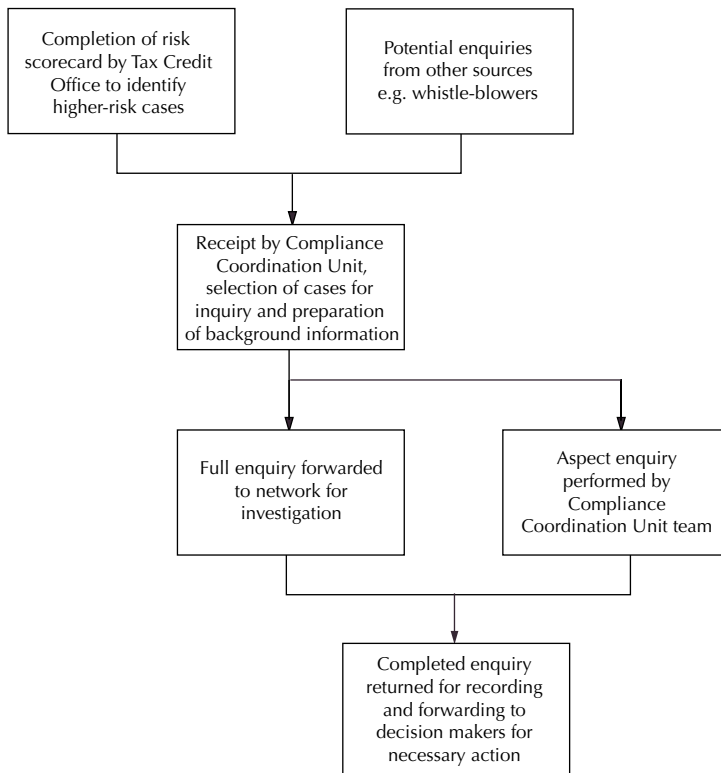 Completion of risk
scorecard by Tax Credit
Office to identify
higher-risk cases
Potential enquiries
from other sources
e.g. whistle-blowers
Receipt by Compliance
Coordination Unit,
selection of cases for
inquiry and preparation
of background information
Full enquiry forwarded
to network for
investigation
Aspect enquiry
performed by
Compliance
Coordination Unit team
Completed enquiry
returned for recording
and forwarding to
decision makers for
necessary action